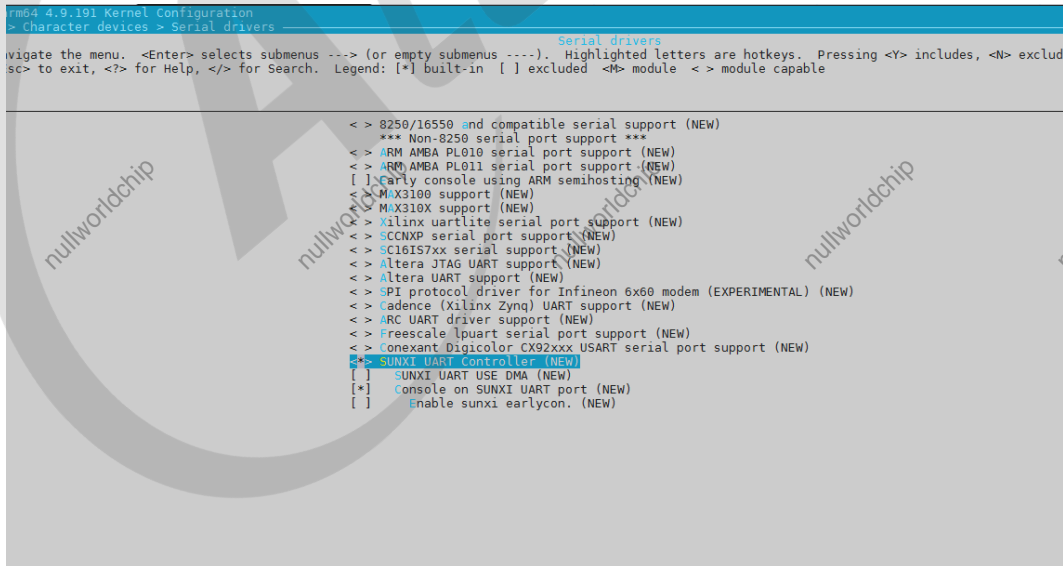 rm64 4.9.191 Kernel Configuration
> Character devices > Serial drivers
Serial drivers
avigate the menu.  <Enter> selects submenus ---> (or empty submenus ----).  Highlighted letters are hotkeys.  Pressing <Y> includes, <N> exclud
sc> to exit, <?> for Help, </> for Search.  Legend: [*] built-in  [ ] excluded  <M> module  < > module capable
< > 8250/16550 and compatible serial support (NEW)
*** Non-8250 serial port support ***
< > ARM AMBA PL010 serial port support (NEW)
< > ARM AMBA PL011 serial port support (NEW)
[ ] Early console using ARM semihosting (NEW)
< > MAX3100 support (NEW)
< > MAX310X support (NEW)
< > Xilinx uartlite serial port support (NEW)
< > SCCNXP serial port support (NEW)
< > SC16IS7xx serial support (NEW)
< > Altera JTAG UART support (NEW)
< > Altera UART support (NEW)
< > SPI protocol driver for Infineon 6x60 modem (EXPERIMENTAL) (NEW)
< > Cadence (Xilinx Zynq) UART support (NEW)
< > ARC UART driver support (NEW)
< > Freescale lpuart serial port support (NEW)
< > Conexant Digicolor CX92xxx USART serial port support (NEW)
<*> SUNXI UART Controller (NEW)
[ ]   SUNXI UART USE DMA (NEW)
[*]   Console on SUNXI UART port (NEW)
[ ]     Enable sunxi earlycon. (NEW)
nullworldchip
nullworldchip
nullworldchip
nullworldchip